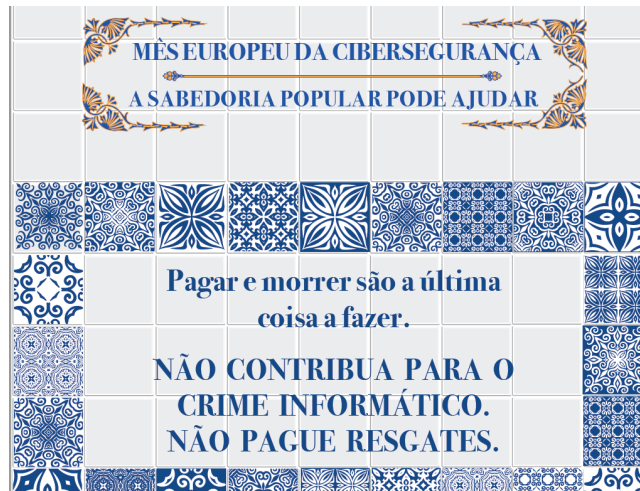 MÊS EUROPEU DA CIBERSEGURANÇA
A SABEDORIA POPULAR PODE AJUDAR
Pagar e morrer são a última
coisa a fazer.
NÃO CONTRIBUA PARA O
CRIME INFORMÁTICO.
NÃO PAGUE RESGATES.